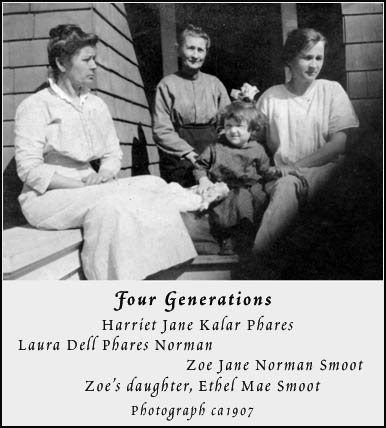 Four Generations
Harriet Jane Kalar Phares
Laura Dell Phares Norman
Zoe Jane Norman Smoot
Zoe's daughter, Ethel Mae Smoot
Photograph ca1907